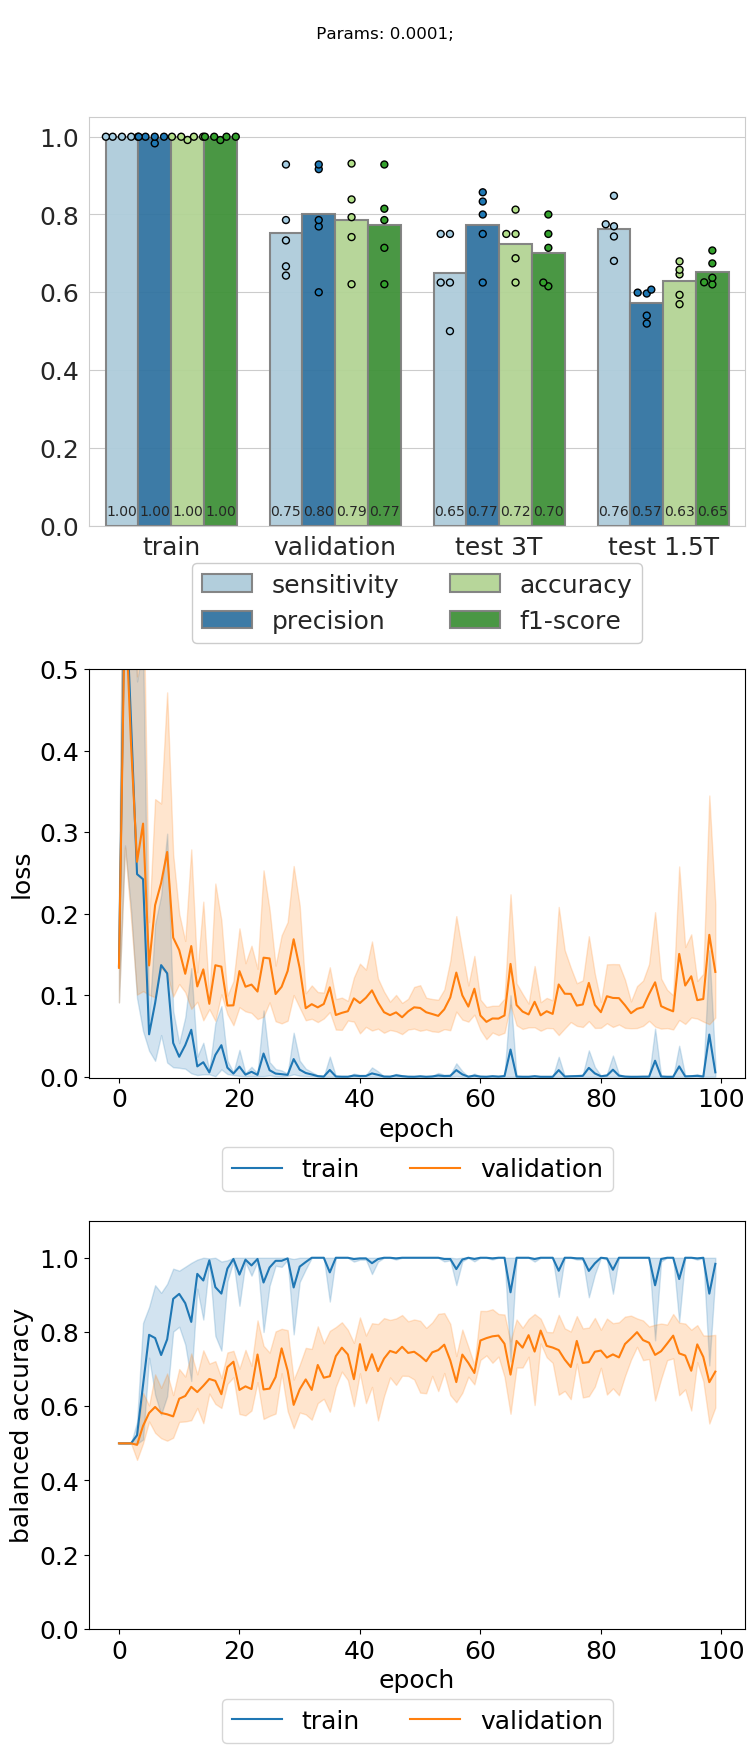 Params: 0.0001;
1.0
0.8
0.6
0.4
0.2
0.0
1.00 1.00 1.00 1.00 0.75 0.80 0.79 0.77 0.65 0.77 0.72 0.70 0.76 0.57 0.63 0.65
train validation test 3T test 1.5T
sensitivity accuracy
precision f1-score
0.5
0.4
0.3
0.2
0.1
0.0
loss
0 20 40 60 80 100
epoch
train validation
1.0
0.8
0.6
0.4
0.2
0.0
balanced accuracy
0 20 40 60 80 100
epoch
train validation